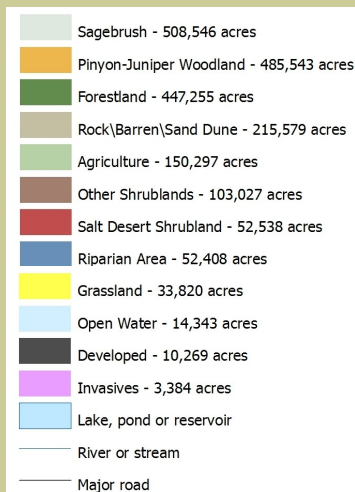 Sagebrush - 508,546 acres
Pinyon-Juniper Woodland - 485,543 acres
Forestland - 447,255 acres
Rock\Barren\Sand Dune - 215,579 acres
Agriculture - 150,297 acres
Other Shrublands - 103,027 acres
Salt Desert Shrubland - 52,538 acres
Riparian Area - 52,408 acres
Grassland - 33,820 acres
Open Water - 14,343 acres
Developed - 10,269 acres
Invasives - 3,384 acres
Lake, pond or reservoir
River or stream
Major road